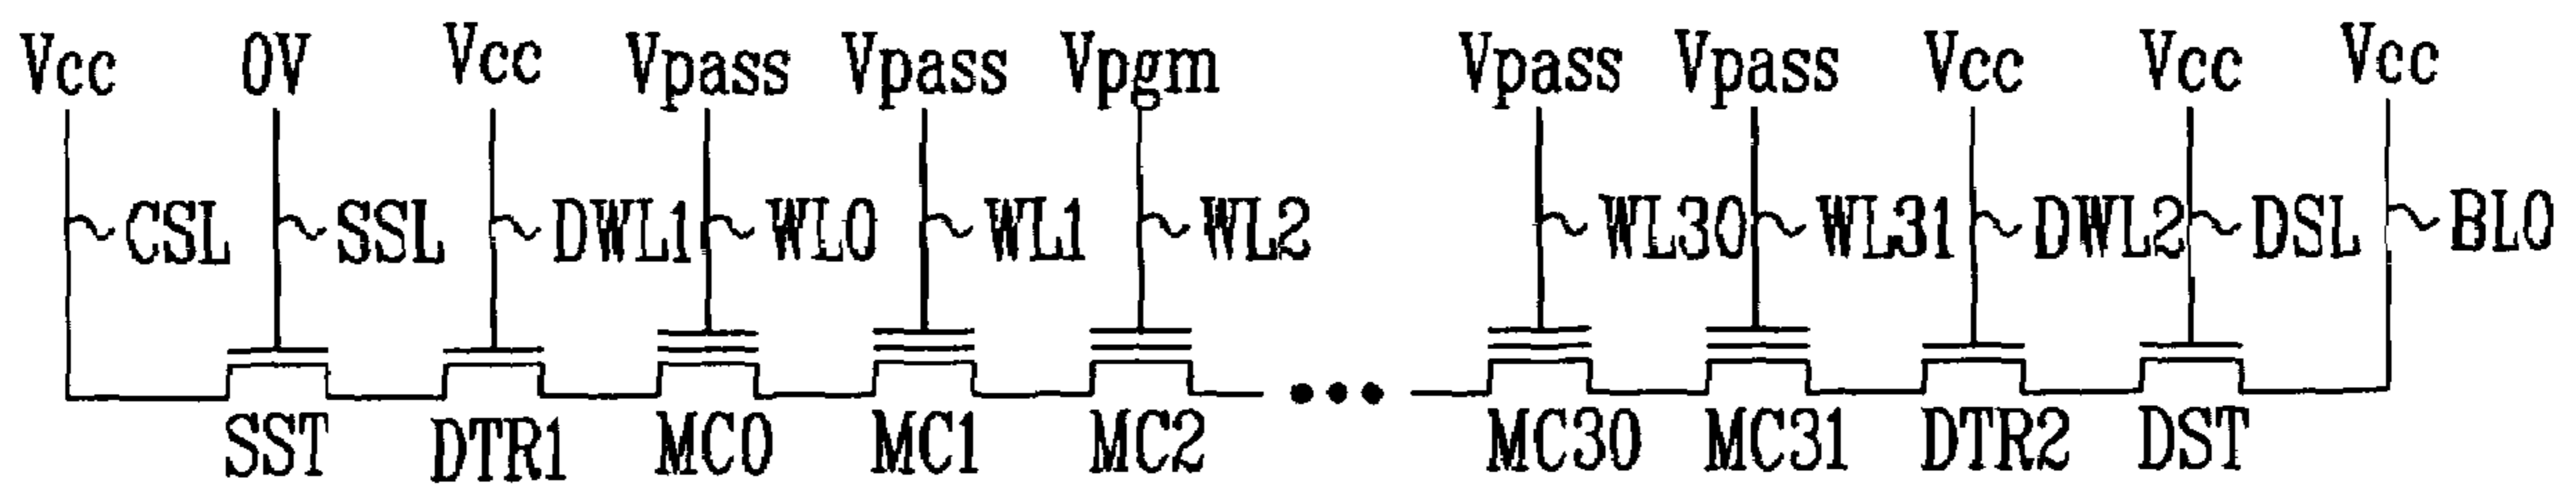 Vcc 0V Vcc Vpass Vpass Vpgm Vpass Vpass Vcc Vcc Vcc
CSL SSL DWL1 WL0 WL1 WL2 WL30 WL31 DWL2 DSL BL0
SST DTR1 MC0 MC1 MC2 MC30 MC31 DTR2 DST